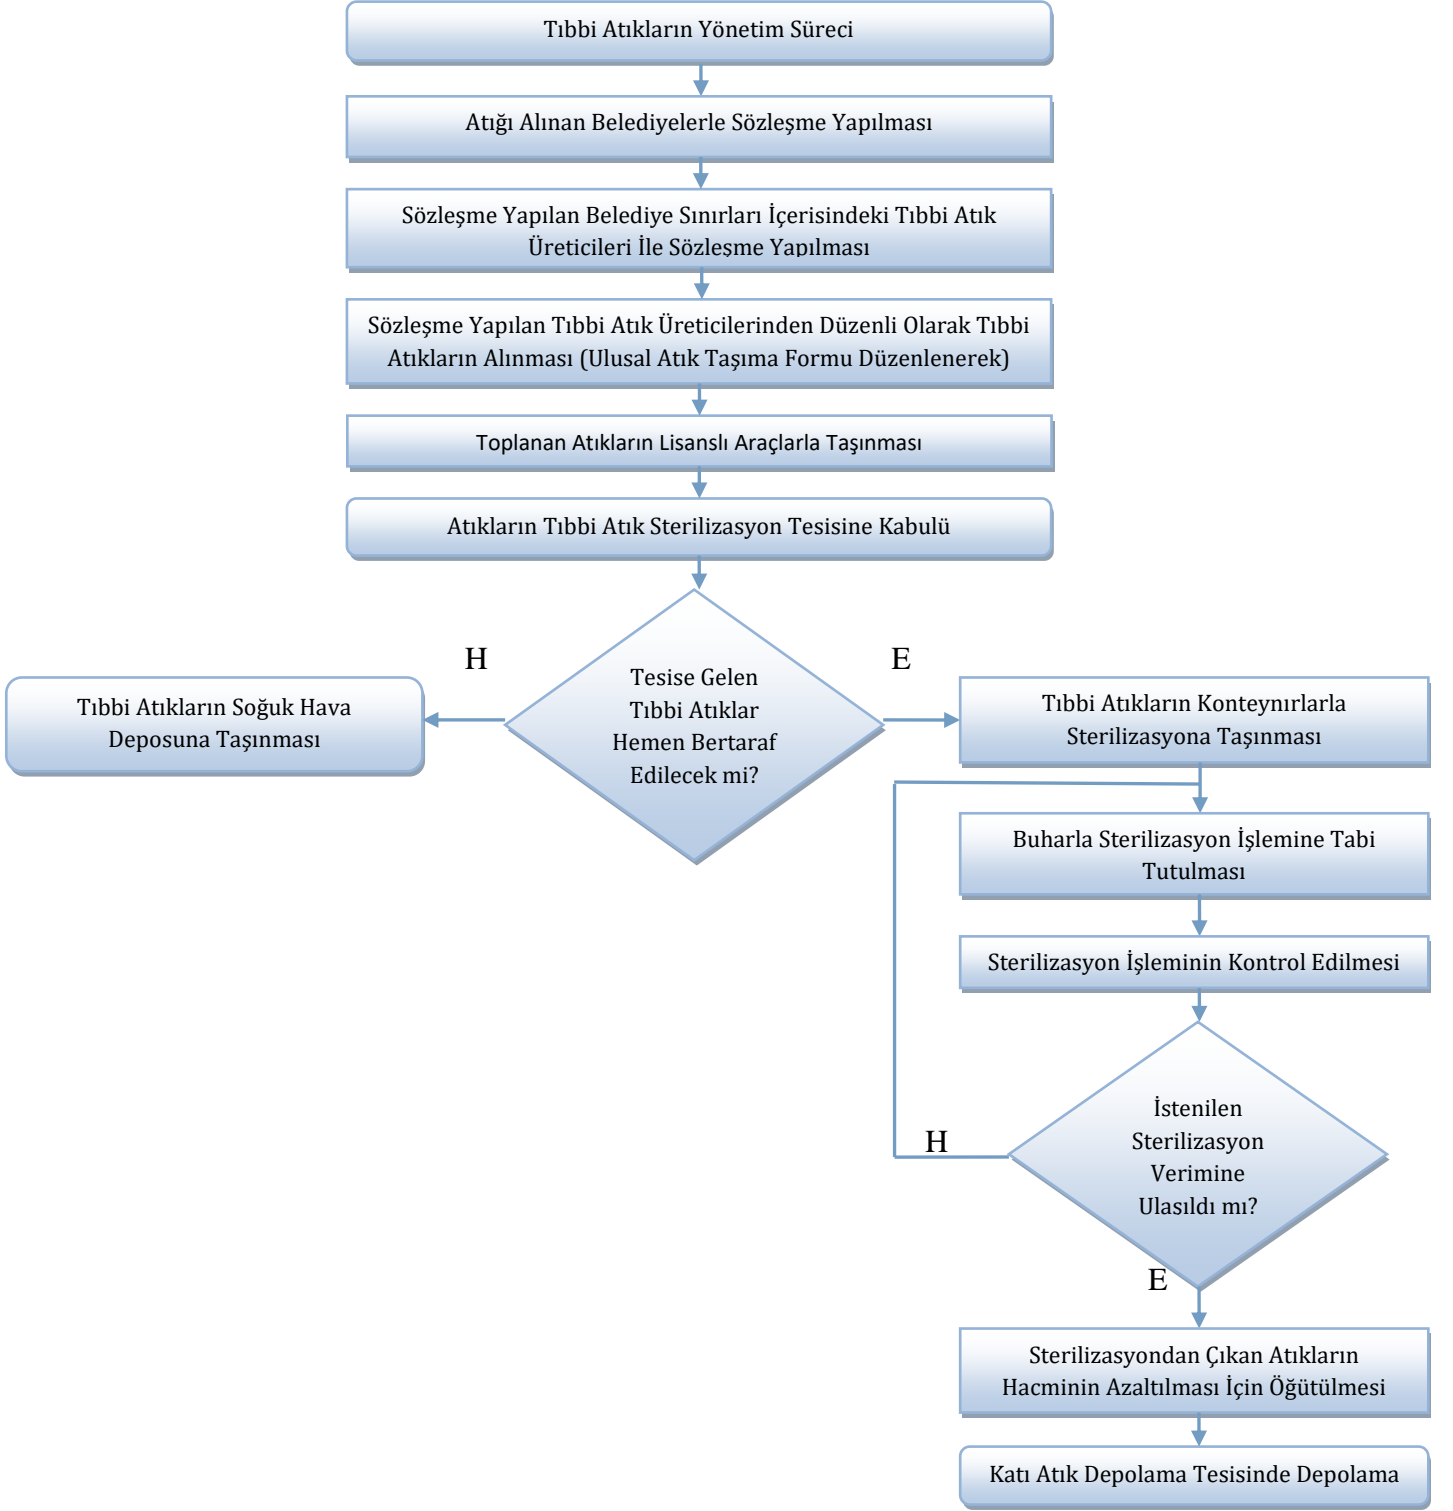 Tıbbi Atıkların Yönetim Süreci
Atığı Alınan Belediyelerle Sözleşme Yapılması
Sözleşme Yapılan Belediye Sınırları İçerisindeki Tıbbi Atık
Üreticileri İle Sözleşme Yapılması
Sözleşme Yapılan Tıbbi Atık Üreticilerinden Düzenli Olarak Tıbbi
Atıkların Alınması (Ulusal Atık Taşıma Formu Düzenlenerek)
Toplanan Atıkların Lisanslı Araçlarla Taşınması
Atıkların Tıbbi Atık Sterilizasyon Tesisine Kabulü
H
E
Tesise Gelen
Tıbbi Atıklar
Hemen Bertaraf
Edilecek mi?
Tıbbi Atıkların Soğuk Hava
Deposuna Taşınması
Tıbbi Atıkların Konteynırlarla
Sterilizasyona Taşınması
Buharla Sterilizasyon İşlemine Tabi
Tutulması
Sterilizasyon İşleminin Kontrol Edilmesi
İstenilen
Sterilizasyon
Verimine
Ulasıldı mı?
H
E
Sterilizasyondan Çıkan Atıkların
Hacminin Azaltılması İçin Öğütülmesi
Katı Atık Depolama Tesisinde Depolama